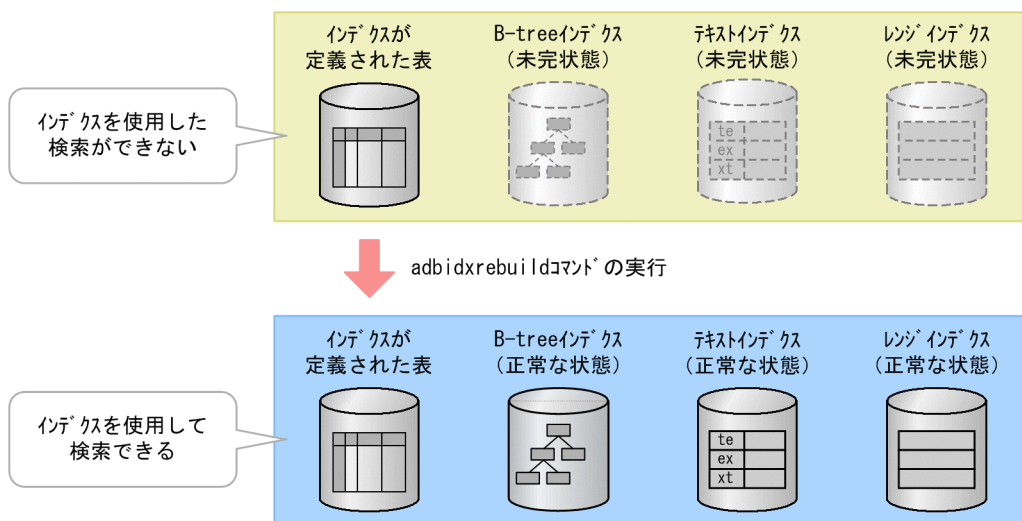 ｲﾝﾃﾞｸｽが
定義された表
B-treeｲﾝﾃﾞｸｽ
(未完状態)
ﾃｷｽﾄｲﾝﾃﾞｸｽ
(未完状態)
ﾚﾝｼﾞｲﾝﾃﾞｸｽ
(未完状態)
ｲﾝﾃﾞｸｽを使用した
検索ができない
te
ex
xt
adbidxrebuildｺﾏﾝﾄﾞの実行
ｲﾝﾃﾞｸｽが
定義された表
B-treeｲﾝﾃﾞｸｽ
(正常な状態)
ﾃｷｽﾄｲﾝﾃﾞｸｽ
(正常な状態)
ﾚﾝｼﾞｲﾝﾃﾞｸｽ
(正常な状態)
ｲﾝﾃﾞｸｽを使用して
検索できる
te
ex
xt